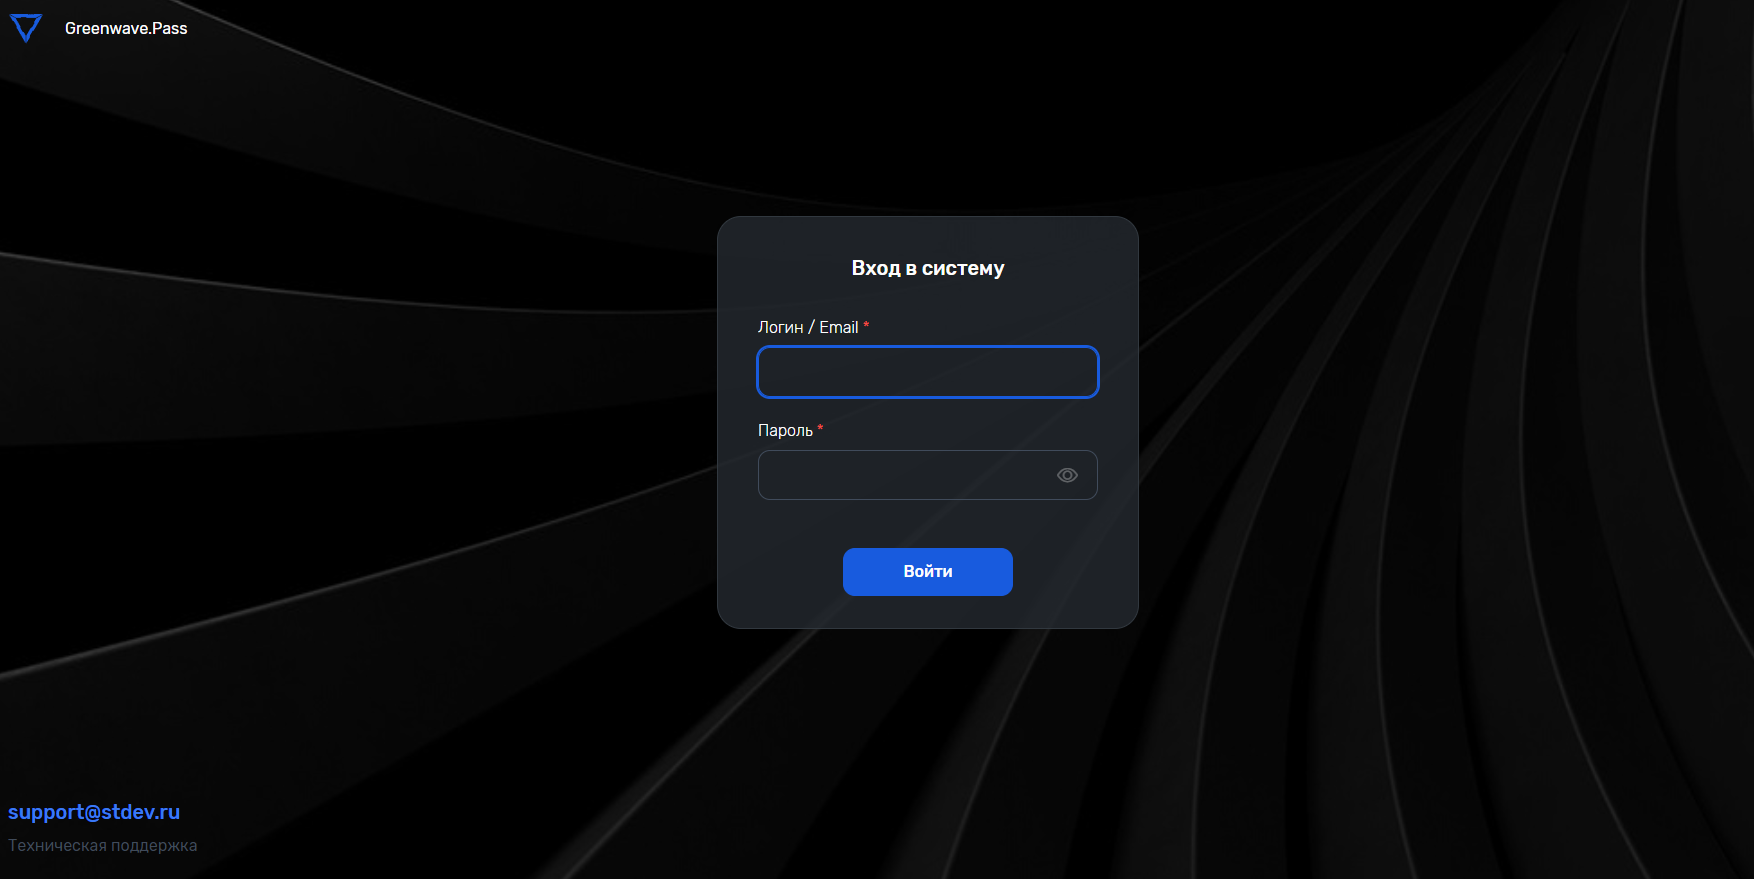 Greenwave.Pass
Вход в систему
Логин / Email *
Пароль *
Войти
support@stdev.ru
Техническая поддержка